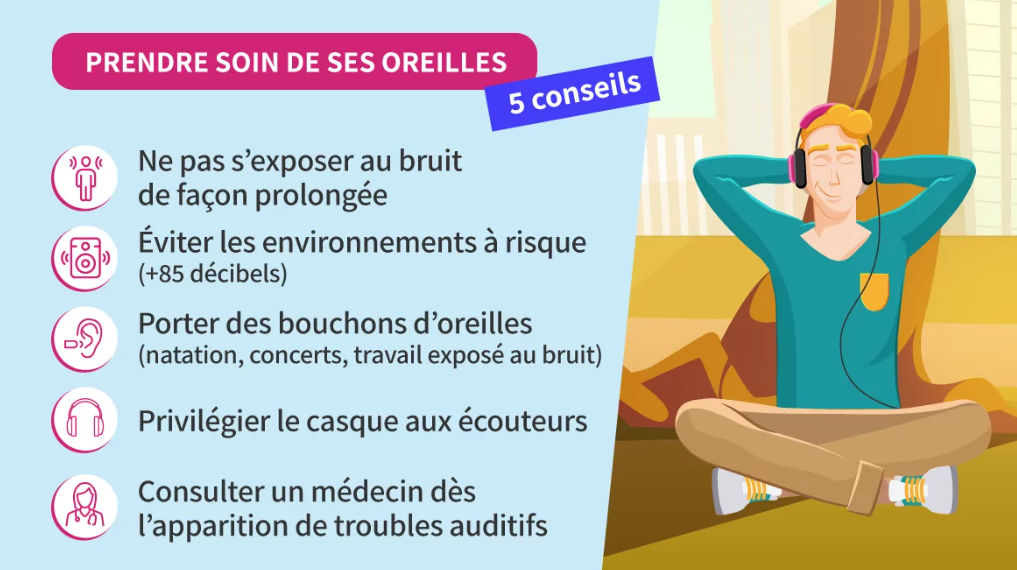 PRENDRE SOIN DE SES OREILLES
5 conseils
Ne pas s’exposer au bruit
de façon prolongée
Éviter les environnements à risque
(+85 décibels)
Porter des bouchons d’oreilles
(natation, concerts, travail exposé au bruit)
Privilégier le casque aux écouteurs
Consulter un médecin dès
l’apparition de troubles auditifs